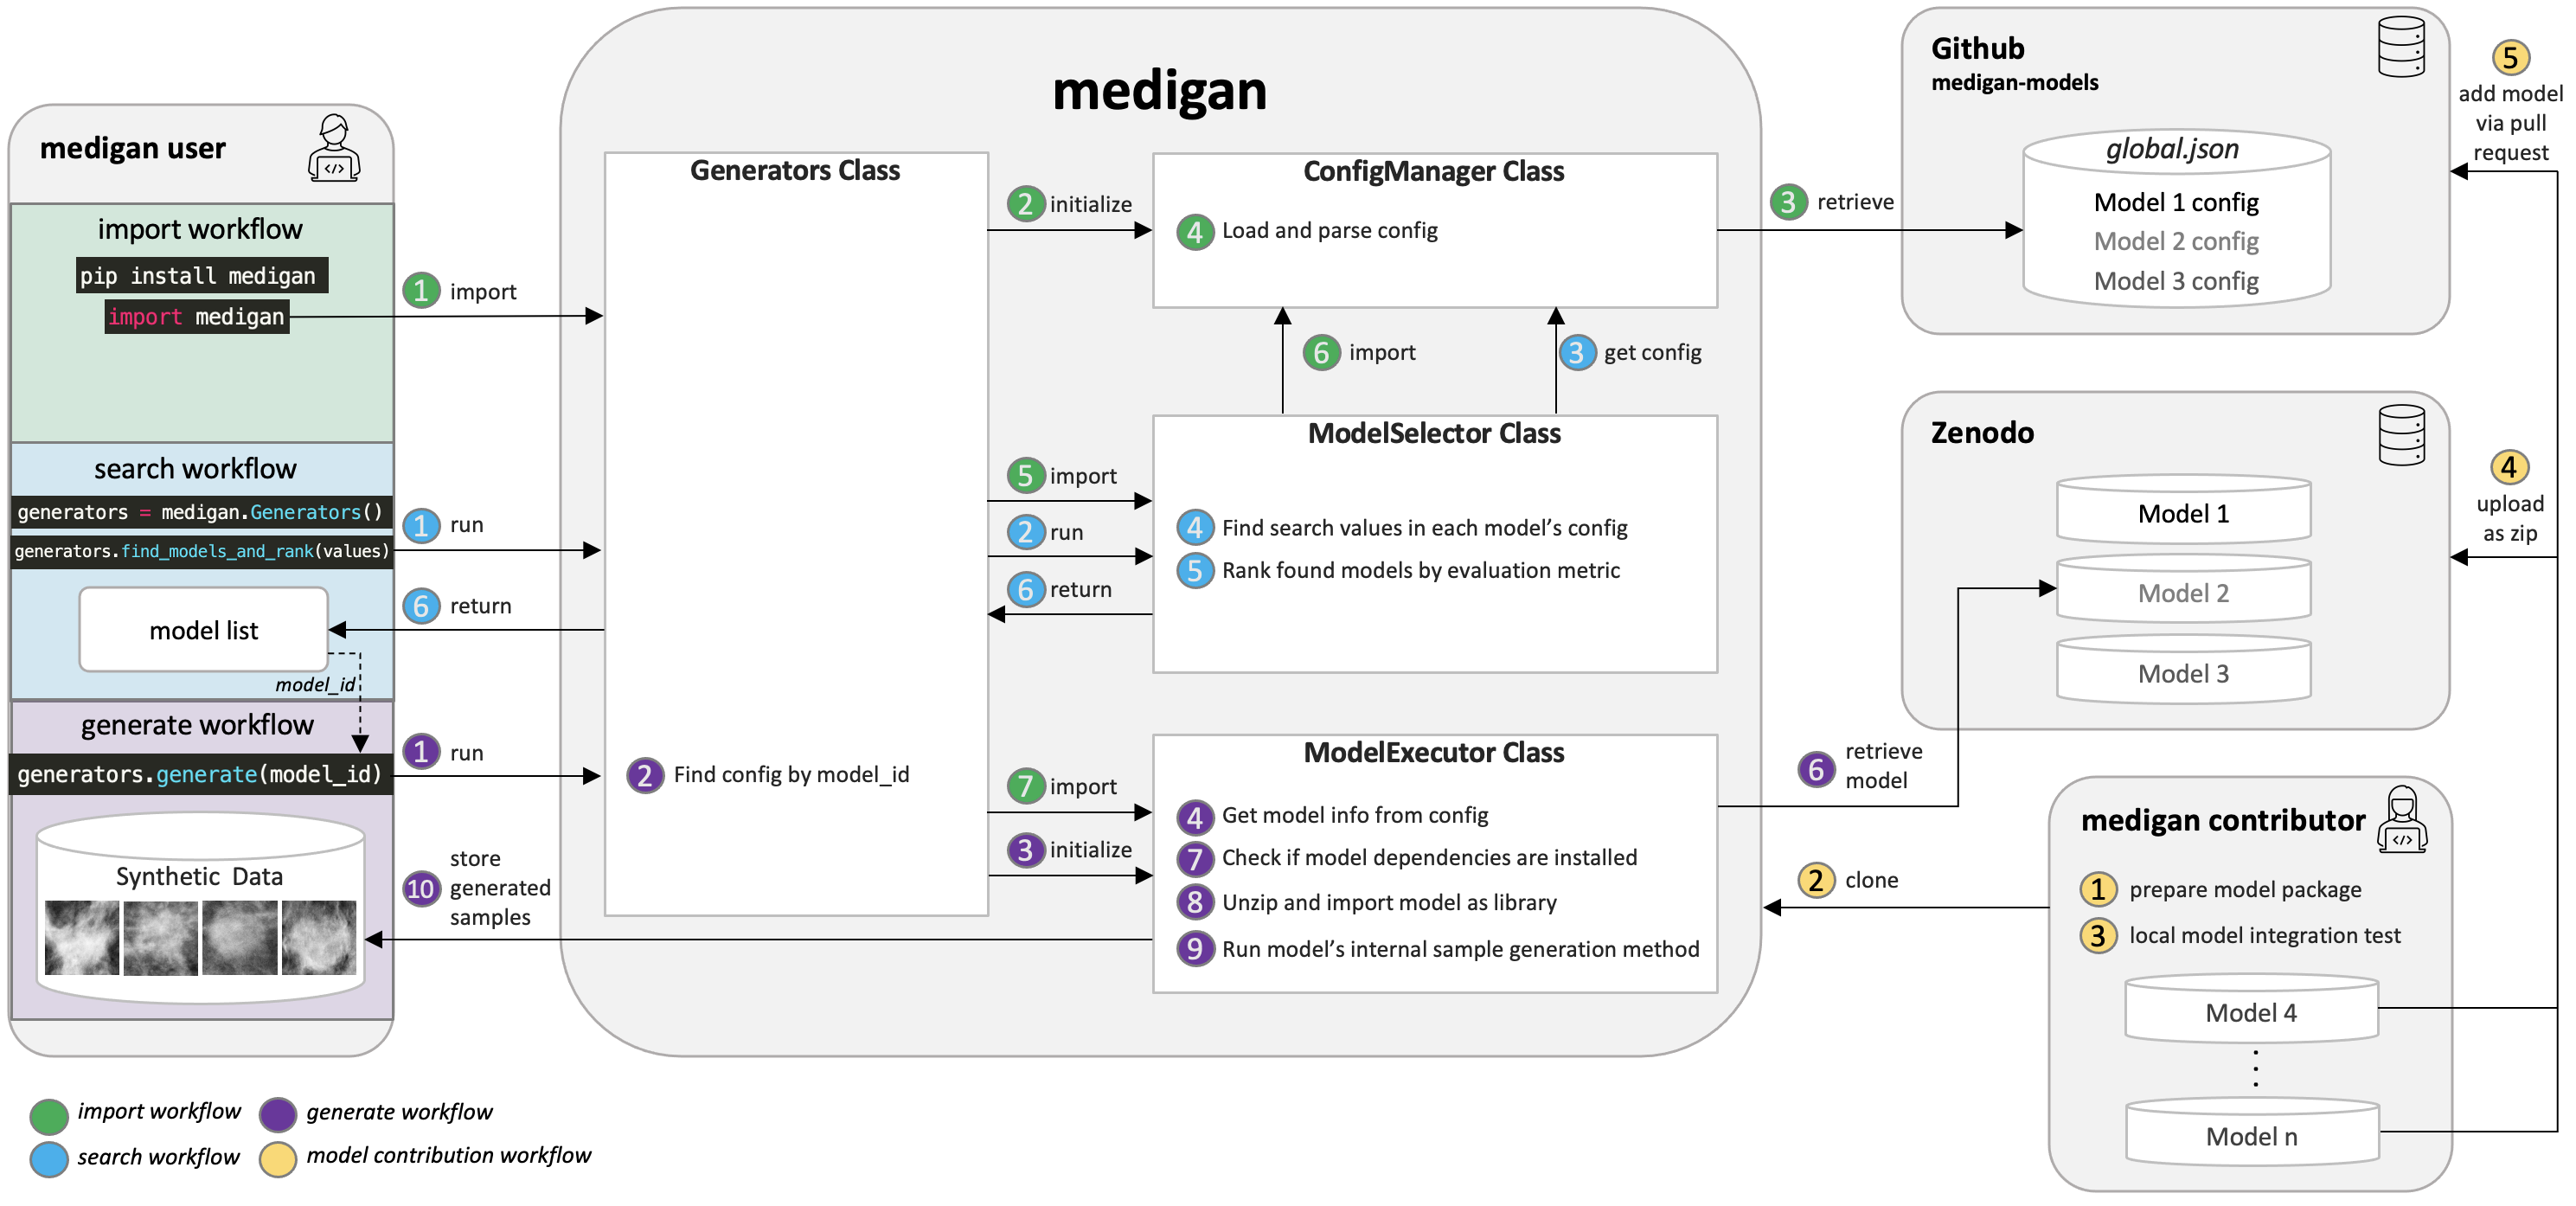 medigan user
</>
import workflow
pip install medigan
import medigan
search workflow
generators = medigan.Generators()
generators.find_models_and_rank(values)
model list
model_id
generate workflow
generators.generate(model_id)
Synthetic Data
1 import
1 run
6 return
1 run
10 store
generated
samples
medigan
Generators Class
2 Find config by model_id
2 initialize
5 import
2 run
6 return
7 import
3 initialize
ConfigManager Class
4 Load and parse config
6 import
3 get config
ModelSelector Class
4 Find search values in each model’s config
5 Rank found models by evaluation metric
ModelExecutor Class
4 Get model info from config
7 Check if model dependencies are installed
8 Unzip and import model as library
9 Run model’s internal sample generation method
3 retrieve
6 retrieve
model
2 clone
Github
medigan-models
global.json
Model 1 config
Model 2 config
Model 3 config
5
add model
via pull
request
Zenodo
Model 1
Model 2
Model 3
4
upload
as zip
medigan contributor
</>
1 prepare model package
3 local model integration test
Model 4
Model n
import workflow
generate workflow
search workflow
model contribution workflow